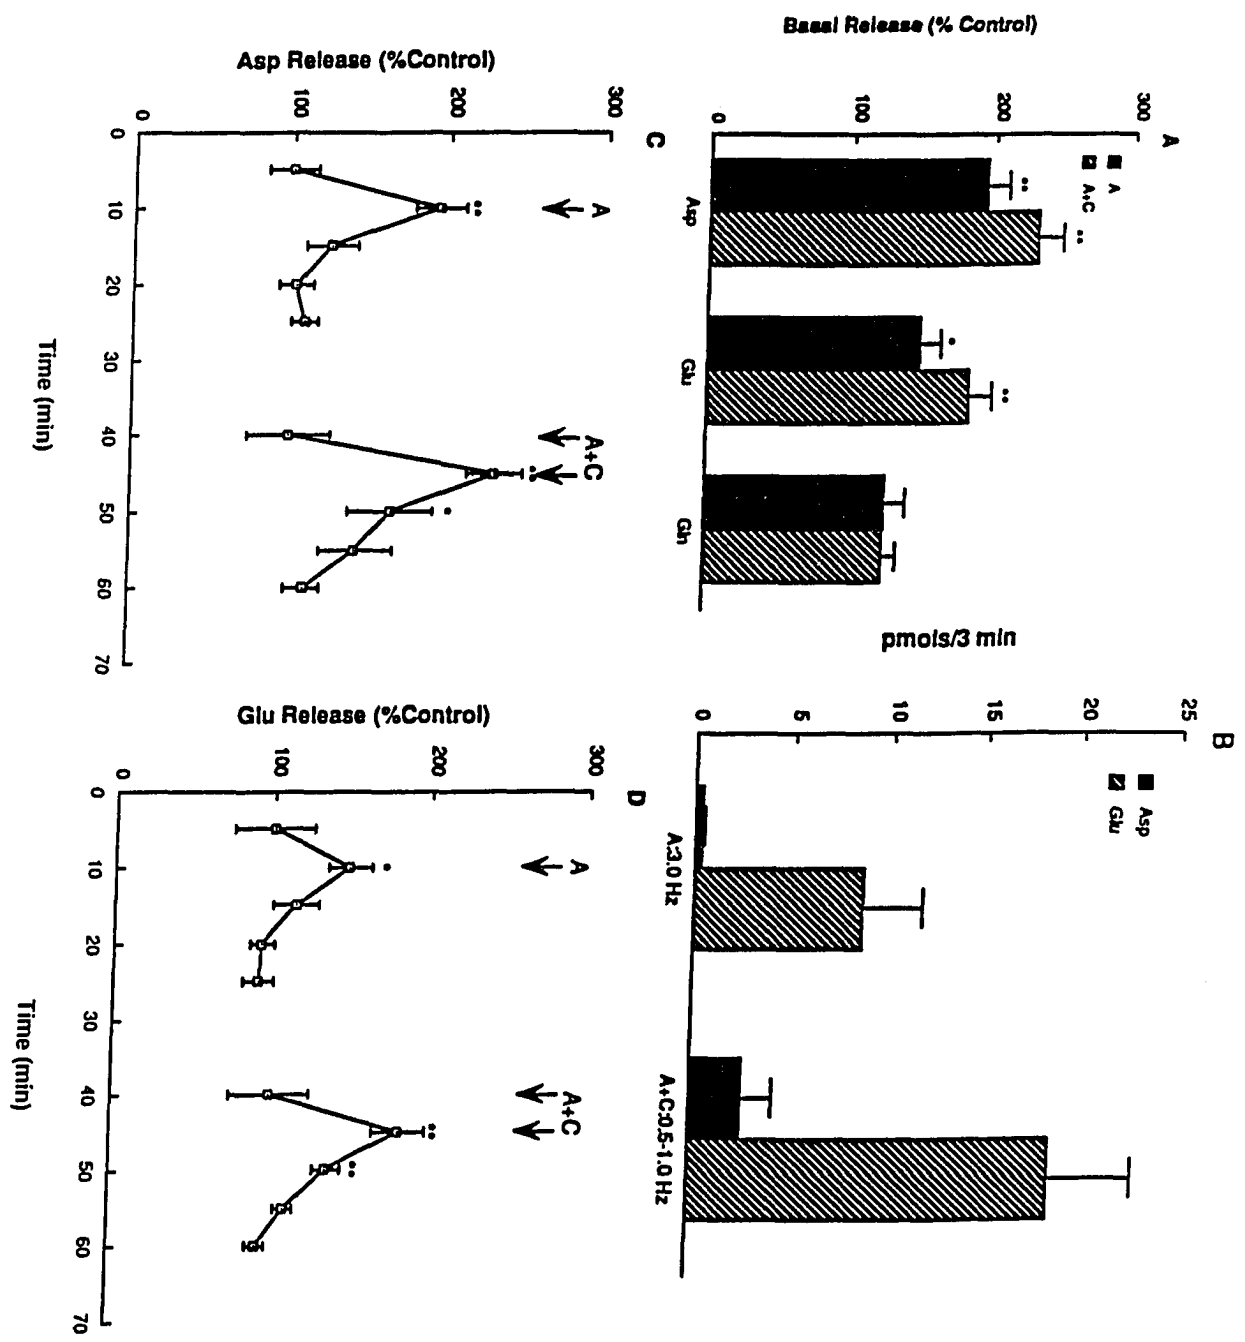 A
Basal Release (% Control)
300
200
100
0
A
A+C
Asp
Glu
Gln
B
pmols/3 min
25
20
15
10
5
0
Asp
Glu
A:3.0 Hz
A+C:0.5-1.0 Hz
C
Asp Release (%Control)
300
200
100
0
A
A+C
0 10 20 30 40 50 60 70
Time (min)
D
Glu Release (%Control)
300
200
100
0
A
A+C
0 10 20 30 40 50 60 70
Time (min)